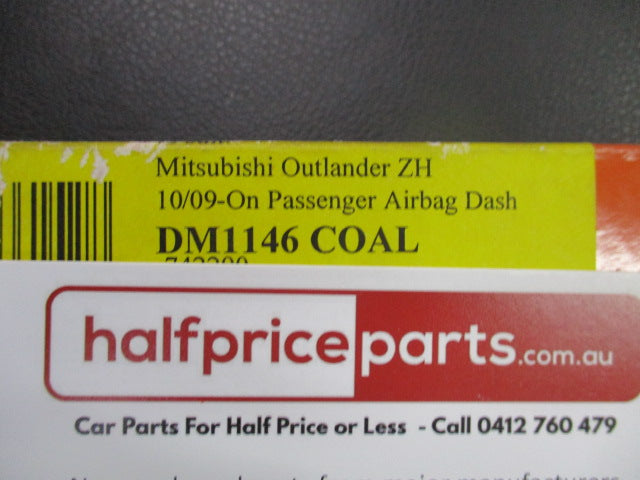 Mitsubishi Outlander ZH
10/09-On Passenger Airbag Dash
DM1146 COAL
halfpriceparts.com.au
Car Parts For Half Price or Less - Call 0412 760 479